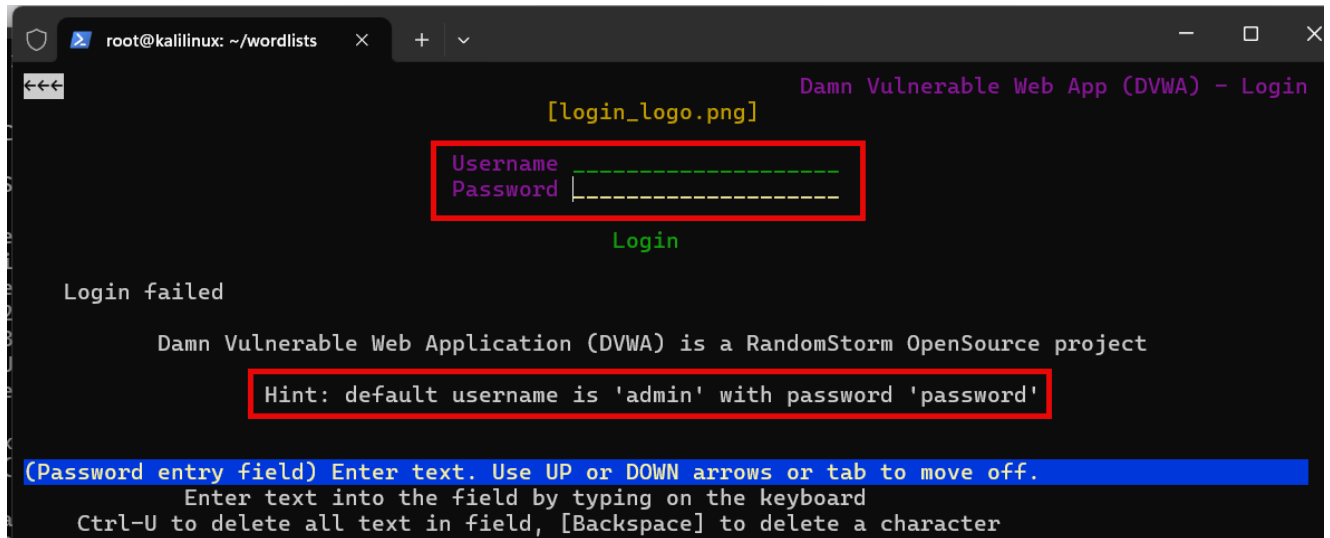 root@kalilinux: ~/wordlists
←←← Damn Vulnerable Web App (DVWA) - Login
[login_logo.png]
Username ____________________
Password ____________________
Login
Login failed
Damn Vulnerable Web Application (DVWA) is a RandomStorm OpenSource project
Hint: default username is 'admin' with password 'password'
(Password entry field) Enter text. Use UP or DOWN arrows or tab to move off.
Enter text into the field by typing on the keyboard
Ctrl-U to delete all text in field, [Backspace] to delete a character